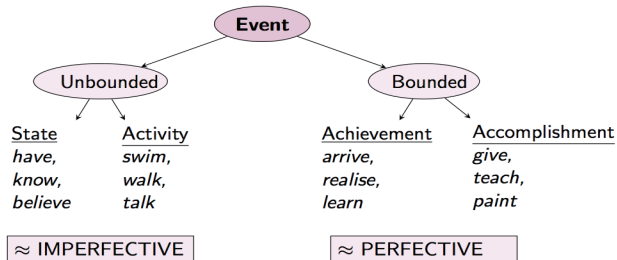 Event
Unbounded
Bounded
State
have,
know,
believe
Activity
swim,
walk,
talk
Achievement
arrive,
realise,
learn
Accomplishment
give,
teach,
paint
≈ IMPERFECTIVE
≈ PERFECTIVE